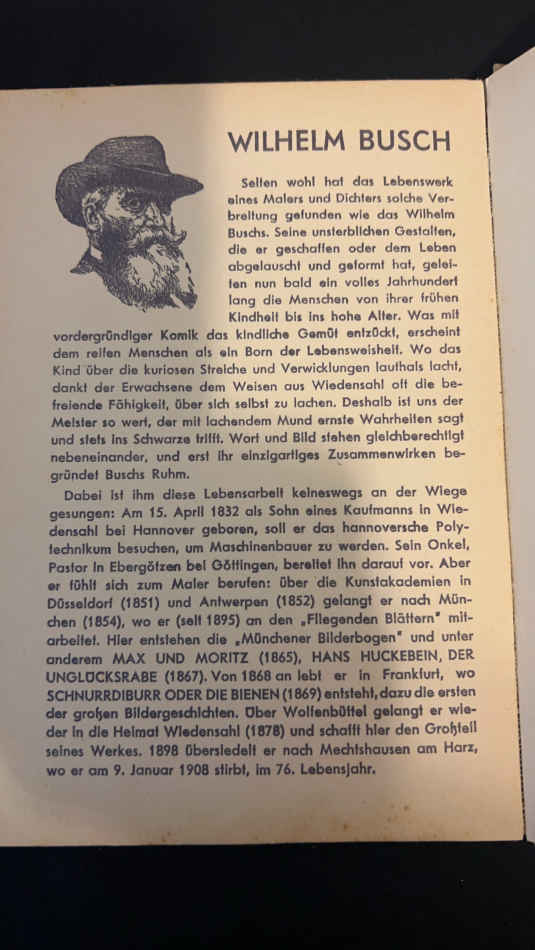 WILHELM BUSCH
Selten wohl hat das Lebenswerk
eines Malers und Dichters solche Ver-
breitung gefunden wie das Wilhelm
Buschs. Seine unsterblichen Gestalten,
die er geschaffen oder dem Leben
abgelauscht und geformt hat, gelei-
ten nun bald ein volles Jahrhundert
lang die Menschen von ihrer frühen
Kindheit bis ins hohe Alter. Was mit
vordergründiger Komik das kindliche Gemüt entzückt, erscheint
dem reifen Menschen als ein Born der Lebensweisheit. Wo das
Kind über die kuriosen Streiche und Verwicklungen lauthals lacht,
dankt der Erwachsene dem Weisen aus Wiedensahl oft die be-
freiende Fähigkeit, über sich selbst zu lachen. Deshalb ist uns der
Meister so wert, der mit lachendem Mund ernste Wahrheiten sagt
und stets ins Schwarze trifft. Wort und Bild stehen gleichberechtigt
nebeneinander, und erst ihr einzigartiges Zusammenwirken be-
gründet Buschs Ruhm.
Dabei ist ihm diese Lebensarbeit keineswegs an der Wiege
gesungen: Am 15. April 1832 als Sohn eines Kaufmanns in Wie-
densahl bei Hannover geboren, soll er das hannoversche Poly-
technikum besuchen, um Maschinenbauer zu werden. Sein Onkel,
Pastor in Ebergötzen bei Göttingen, bereitet ihn darauf vor. Aber
er fühlt sich zum Maler berufen: über die Kunstakademien in
Düsseldorf (1851) und Antwerpen (1852) gelangt er nach Mün-
chen (1854), wo er (seit 1895) an den „Fliegenden Blättern" mit-
arbeitet. Hier entstehen die „Münchener Bilderbogen" und unter
anderem MAX UND MORITZ (1865), HANS HUCKEBEIN, DER
UNGLÜCKSRABE (1867). Von 1868 an lebt er in Frankfurt, wo
SCHNURRDIBURR ODER DIE BIENEN (1869) entsteht, dazu die ersten
der großen Bildergeschichten. Über Wolfenbüttel gelangt er wie-
der in die Heimat Wiedensahl (1878) und schafft hier den Großteil
seines Werkes. 1898 übersiedelt er nach Mechtshausen am Harz,
wo er am 9. Januar 1908 stirbt, im 76. Lebensjahr.